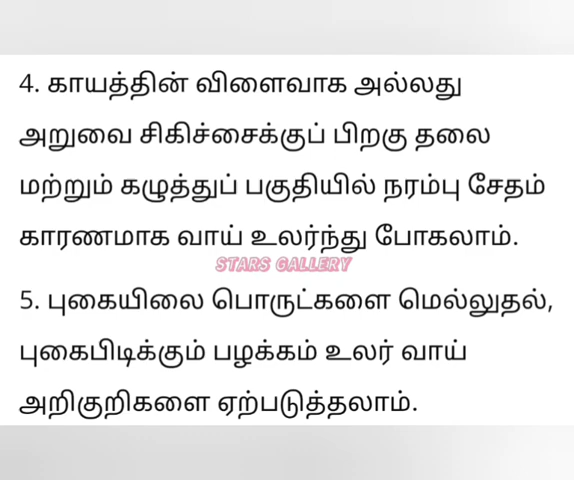 4. காயத்தின் விளைவாக அல்லது
அறுவை சிகிச்சைக்குப் பிறகு தலை
மற்றும் கழுத்துப் பகுதியில் நரம்பு சேதம்
காரணமாக வாய் உலர்ந்து போகலாம்.
STARS GALLERY
5. புகையிலை பொருட்களை மெல்லுதல்,
புகைபிடிக்கும் பழக்கம் உலர் வாய்
அறிகுறிகளை ஏற்படுத்தலாம்.